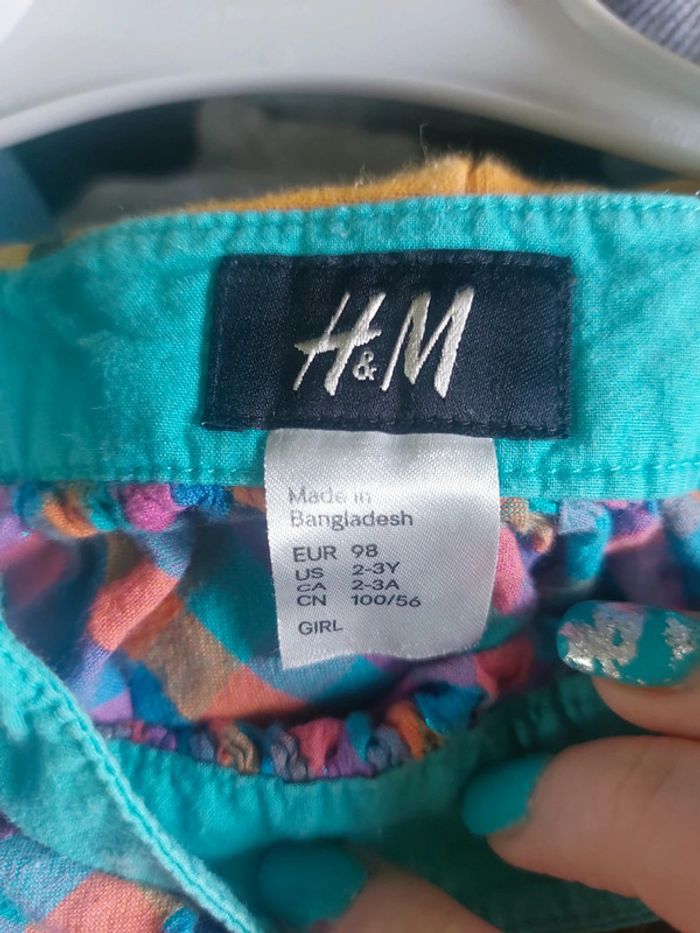 H&M
Made in
Bangladesh
EUR 98
US 2-3Y
CA 2-3A
CN 100/56
GIRL